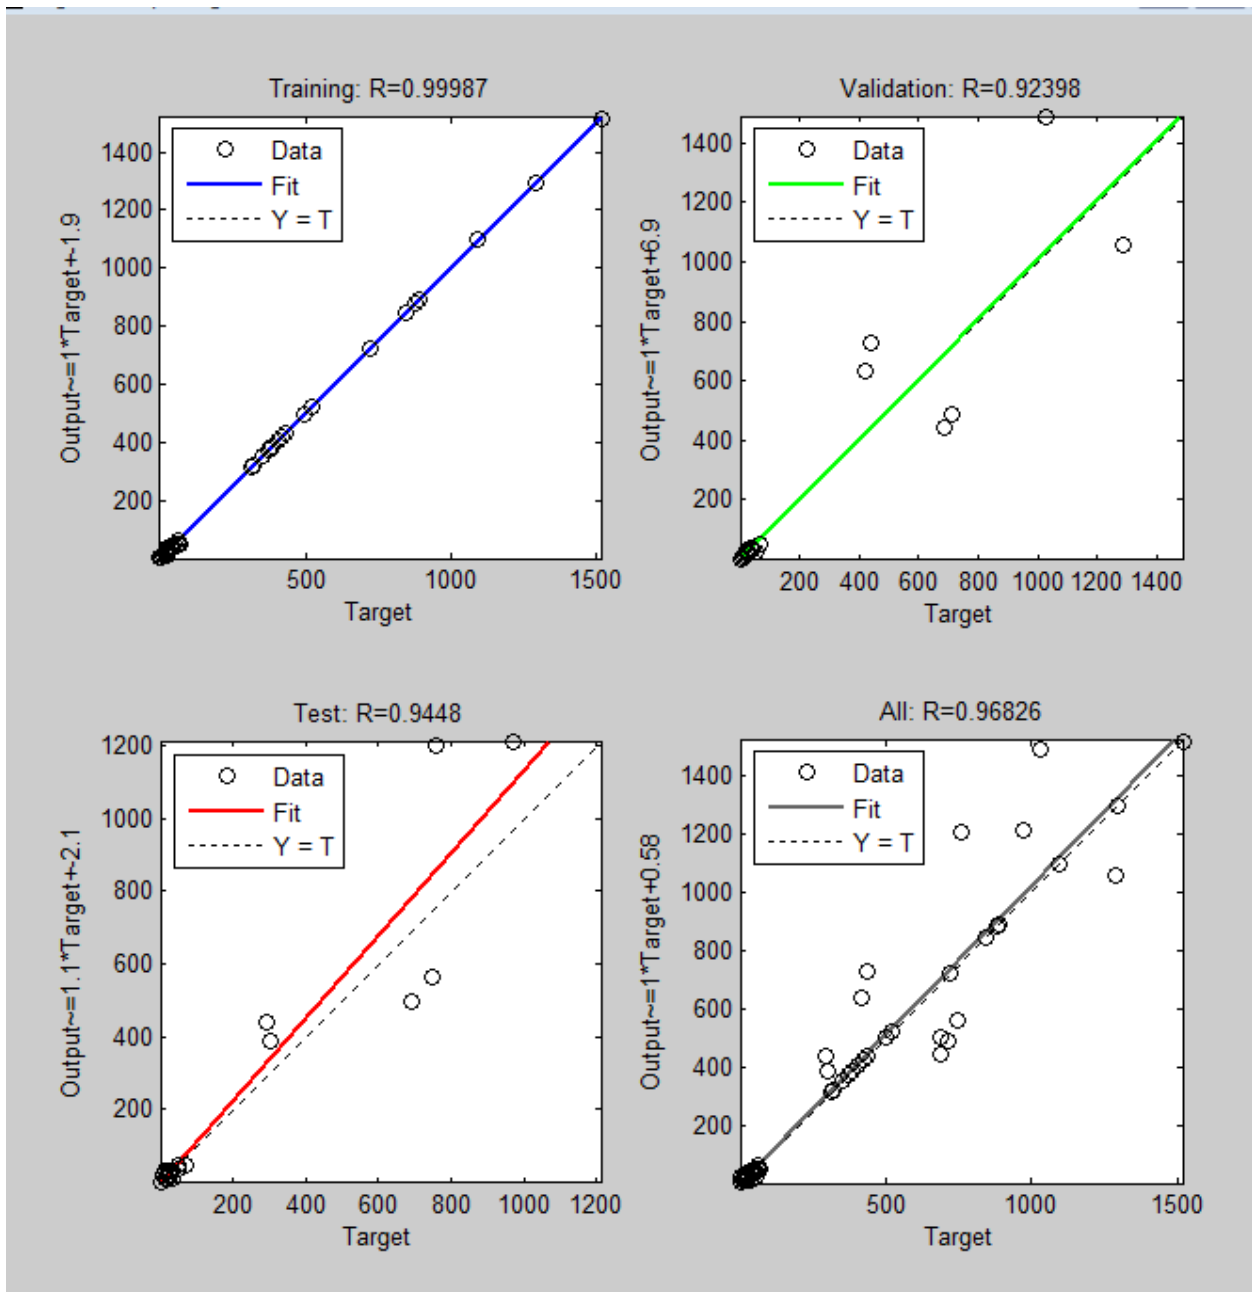 Training: R=0.99987
Output~=1*Target+-1.9
Data
Fit
Y = T
1400
1200
1000
800
600
400
200
500
1000
1500
Target
Validation: R=0.92398
Output~=1*Target+6.9
Data
Fit
Y = T
1400
1200
1000
800
600
400
200
200
400
600
800
1000
1200
1400
Target
Test: R=0.9448
Output~=1.1*Target+-2.1
Data
Fit
Y = T
1200
1000
800
600
400
200
200
400
600
800
1000
1200
Target
All: R=0.96826
Output~=1*Target+0.58
Data
Fit
Y = T
1400
1200
1000
800
600
400
200
500
1000
1500
Target